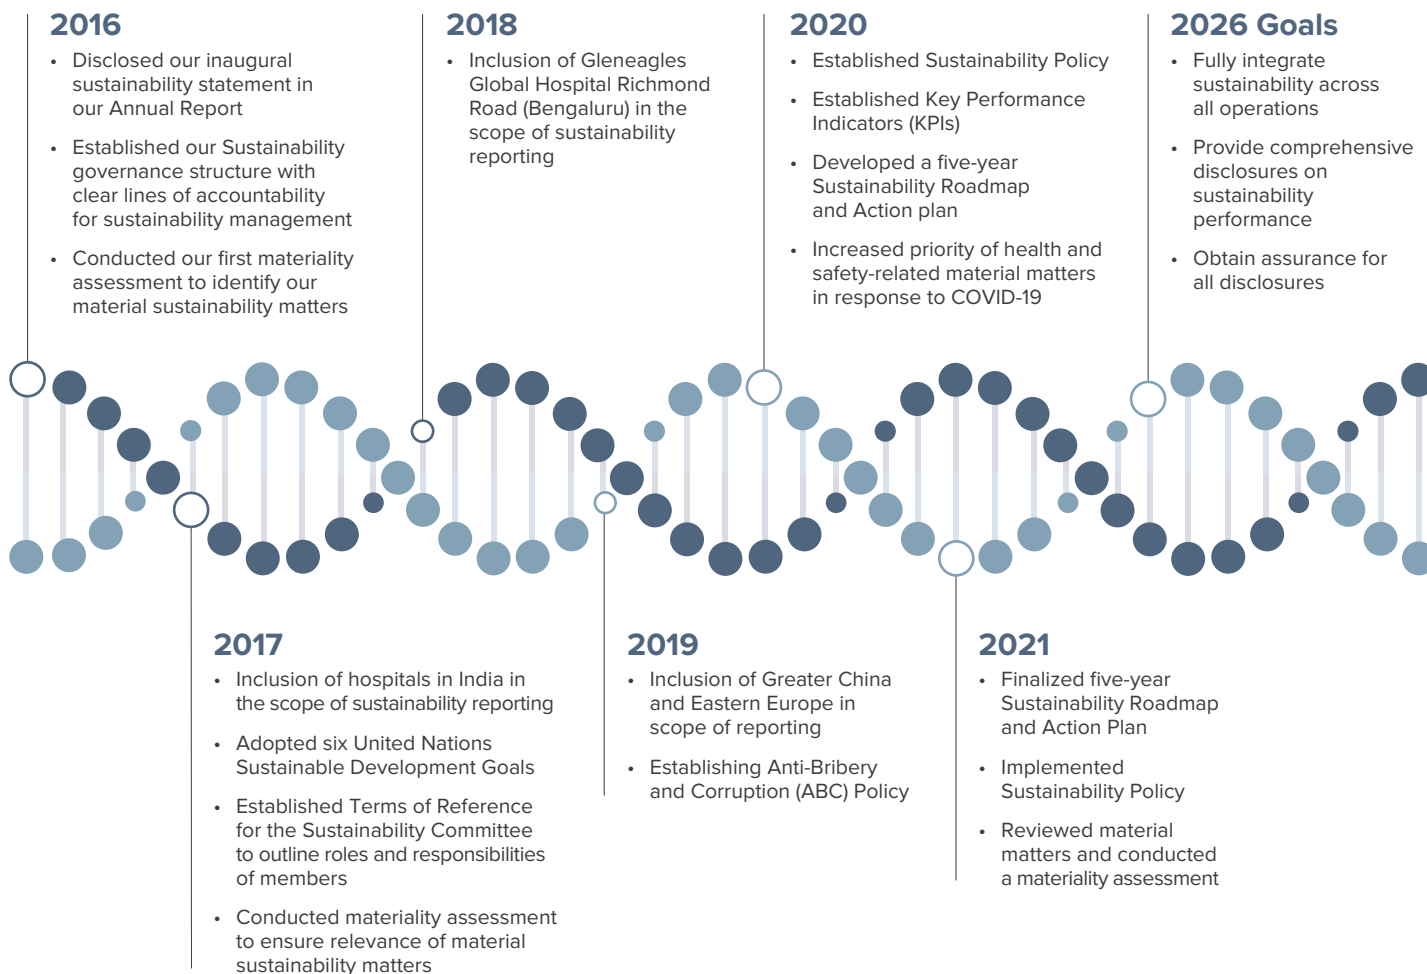 2016
• Disclosed our inaugural
sustainability statement in
our Annual Report
• Established our Sustainability
governance structure with
clear lines of accountability
for sustainability management
• Conducted our first materiality
assessment to identify our
material sustainability matters
2018
• Inclusion of Gleneagles
Global Hospital Richmond
Road (Bengaluru) in the
scope of sustainability
reporting
2020
• Established Sustainability Policy
• Established Key Performance
Indicators (KPIs)
• Developed a five-year
Sustainability Roadmap
and Action plan
• Increased priority of health and
safety-related material matters
in response to COVID-19
2026 Goals
• Fully integrate
sustainability across
all operations
• Provide comprehensive
disclosures on
sustainability
performance
• Obtain assurance for
all disclosures
2017
• Inclusion of hospitals in India in
the scope of sustainability reporting
• Adopted six United Nations
Sustainable Development Goals
• Established Terms of Reference
for the Sustainability Committee
to outline roles and responsibilities
of members
• Conducted materiality assessment
to ensure relevance of material
sustainability matters
2019
• Inclusion of Greater China
and Eastern Europe in
scope of reporting
• Establishing Anti-Bribery
and Corruption (ABC) Policy
2021
• Finalized five-year
Sustainability Roadmap
and Action Plan
• Implemented
Sustainability Policy
• Reviewed material
matters and conducted
a materiality assessment